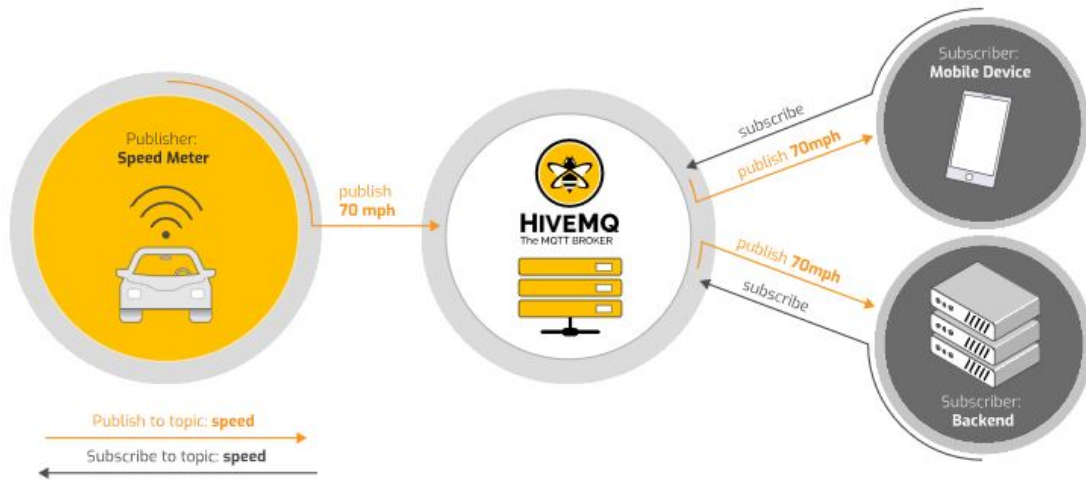 Publisher:
Speed Meter
publish
70 mph
HIVEMQ
The MQTT BROKER
subscribe
publish 70mph
Subscriber:
Mobile Device
publish 70mph
subscribe
Subscriber:
Backend
Publish to topic: speed
Subscribe to topic: speed